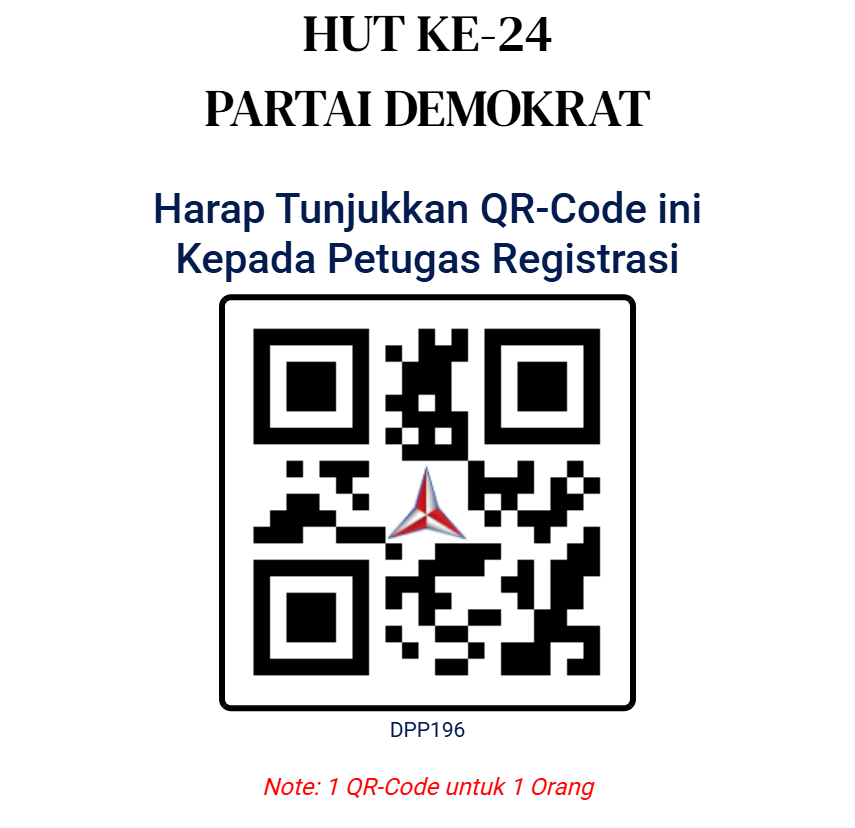 HUT KE-24
PARTAI DEMOKRAT
Harap Tunjukkan QR-Code ini
Kepada Petugas Registrasi
DPP196
Note: 1 QR-Code untuk 1 Orang